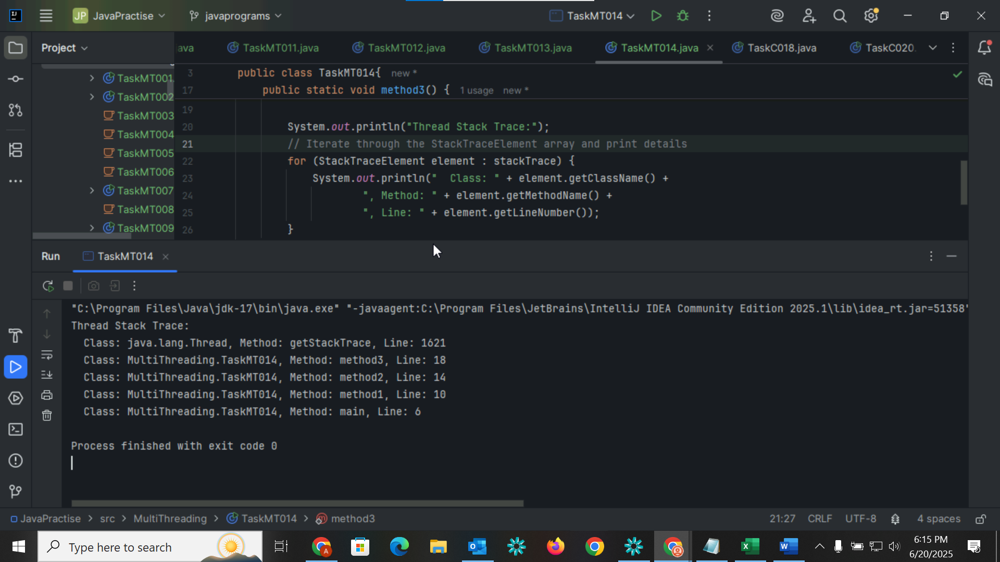 JP JavaPractise javaprograms TaskMT014
Project
ava TaskMT011.java TaskMT012.java TaskMT013.java TaskMT014.java TaskC018.java TaskC020.
TaskMT001.
TaskMT002
TaskMT003
TaskMT004
TaskMT005
TaskMT006
TaskMT007
TaskMT008
TaskMT009
3 public class TaskMT014{ new *
17 public static void method3() { 1 usage new *
19
20 System.out.println("Thread Stack Trace:");
21 // Iterate through the StackTraceElement array and print details
22 for (StackTraceElement element : stackTrace) {
23 System.out.println("  Class: " + element.getClassName() +
24 ", Method: " + element.getMethodName() +
25 ", Line: " + element.getLineNumber());
26 }
Run TaskMT014
"C:\Program Files\Java\jdk-17\bin\java.exe" "-javaagent:C:\Program Files\JetBrains\IntelliJ IDEA Community Edition 2025.1\lib\idea_rt.jar=51358"
Thread Stack Trace:
Class: java.lang.Thread, Method: getStackTrace, Line: 1621
Class: MultiThreading.TaskMT014, Method: method3, Line: 18
Class: MultiThreading.TaskMT014, Method: method2, Line: 14
Class: MultiThreading.TaskMT014, Method: method1, Line: 10
Class: MultiThreading.TaskMT014, Method: main, Line: 6
Process finished with exit code 0
JavaPractise > src > MultiThreading > TaskMT014 > method3 21:27 CRLF UTF-8 4 spaces
Type here to search
6:15 PM
6/20/2025